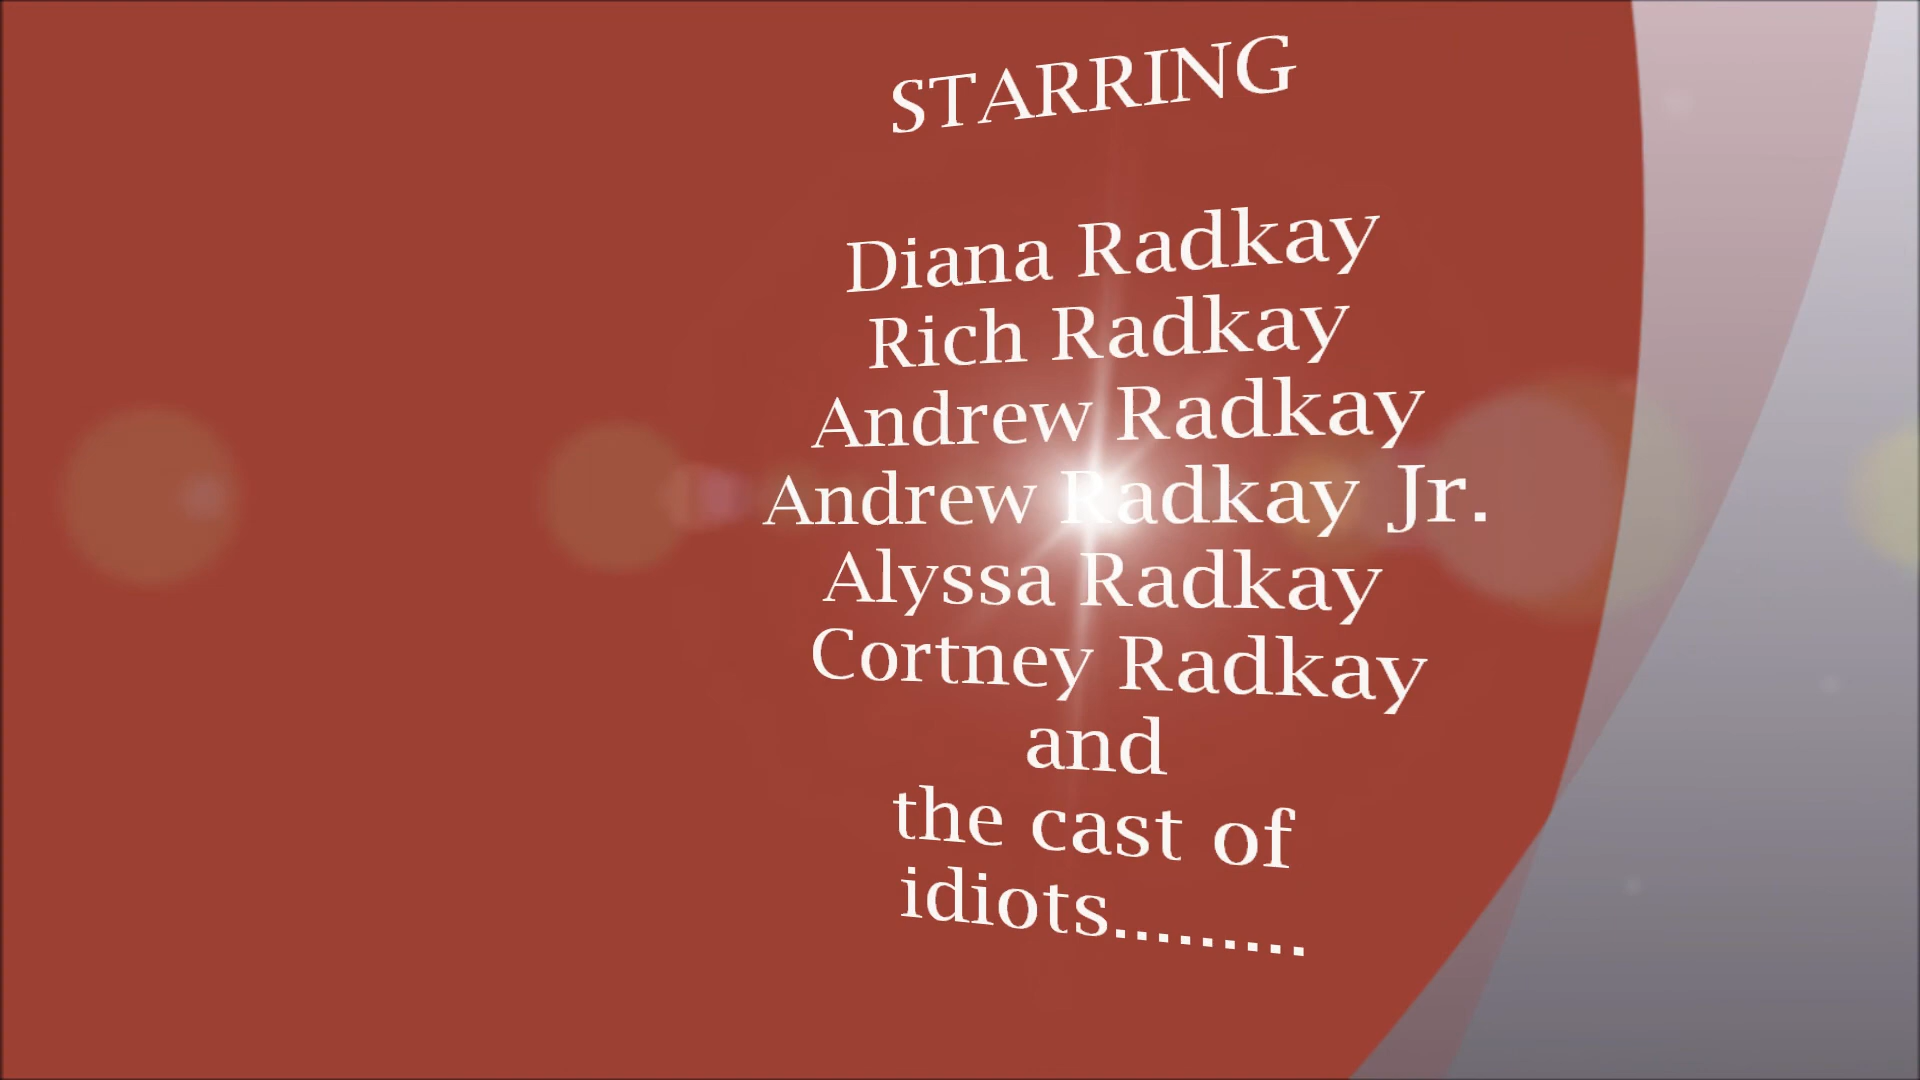 STARRING
Diana Radkay
Rich Radkay
Andrew Radkay
Andrew Radkay Jr.
Alyssa Radkay
Cortney Radkay
and
the cast of
idiots.........